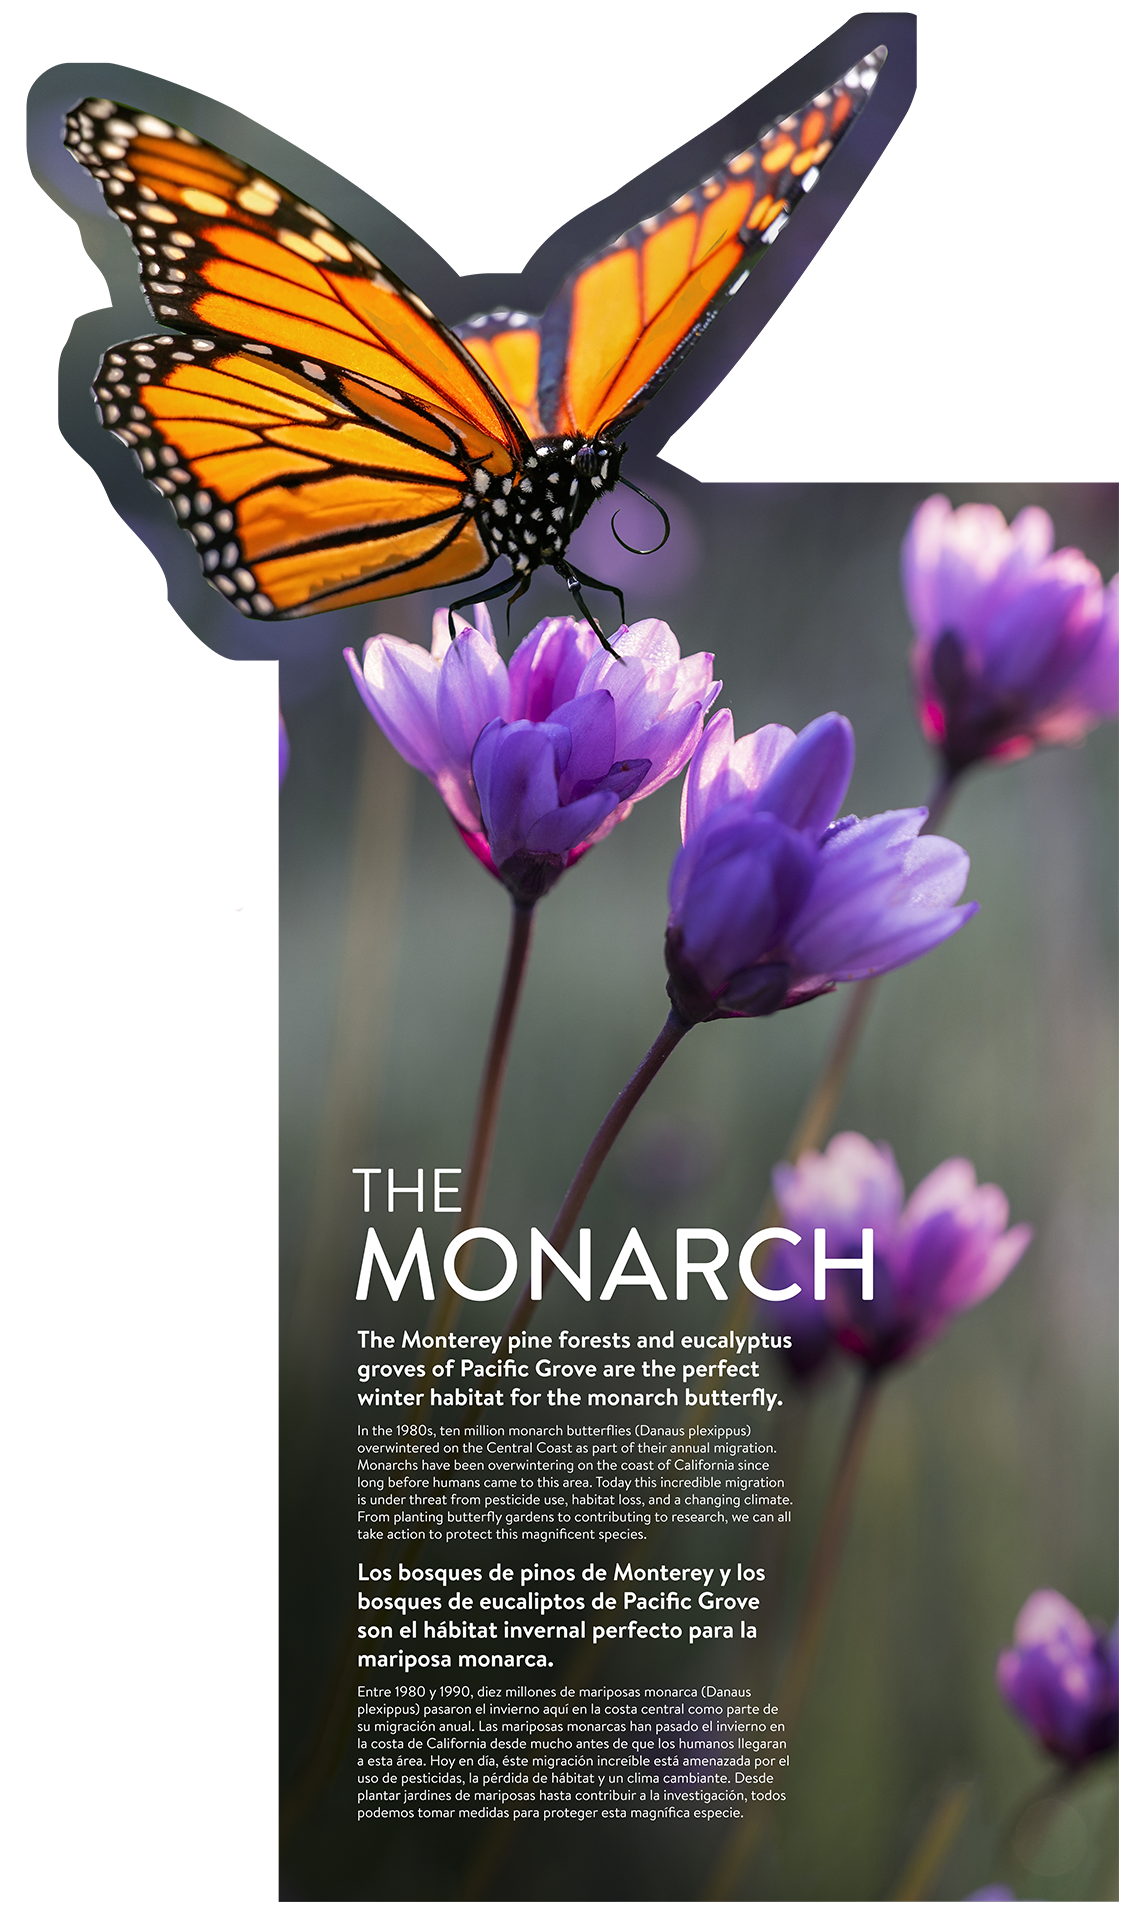 THE
MONARCH
The Monterey pine forests and eucalyptus
groves of Pacific Grove are the perfect
winter habitat for the monarch butterfly.
In the 1980s, ten million monarch butterflies (Danaus plexippus)
overwintered on the Central Coast as part of their annual migration.
Monarchs have been overwintering on the coast of California since
long before humans came to this area. Today this incredible migration
is under threat from pesticide use, habitat loss, and a changing climate.
From planting butterfly gardens to contributing to research, we can all
take action to protect this magnificent species.
Los bosques de pinos de Monterey y los
bosques de eucaliptos de Pacific Grove
son el hábitat invernal perfecto para la
mariposa monarca.
Entre 1980 y 1990, diez millones de mariposas monarca (Danaus
plexippus) pasaron el invierno aquí en la costa central como parte de
su migración anual. Las mariposas monarcas han pasado el invierno en
la costa de California desde mucho antes de que los humanos llegaran
a esta área. Hoy en día, éste migración increíble está amenazada por el
uso de pesticidas, la pérdida de hábitat y un clima cambiante. Desde
plantar jardines de mariposas hasta contribuir a la investigación, todos
podemos tomar medidas para proteger esta magnífica especie.